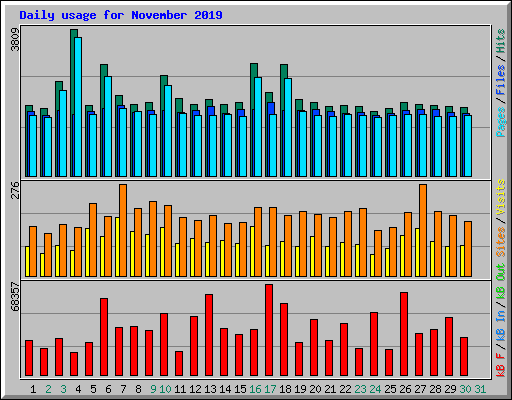 Daily usage for November 2019
3809
Pages / Files / Hits
276
Sites / Visits
68357
kB F / kB In / kB Out
1 2 3 4 5 6 7 8 9 10 11 12 13 14 15 16 17 18 19 20 21 22 23 24 25 26 27 28 29 30 31